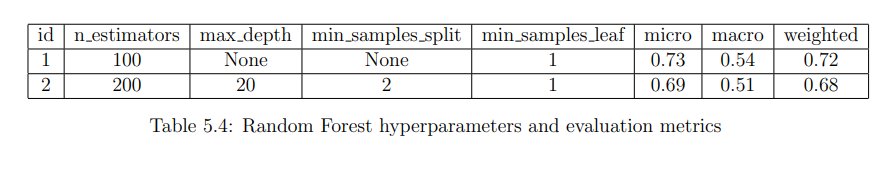 id n_estimators max_depth min_samples_split min_samples_leaf micro macro weighted
1 100 None None 1 0.73 0.54 0.72
2 200 20 2 1 0.69 0.51 0.68
Table 5.4: Random Forest hyperparameters and evaluation metrics